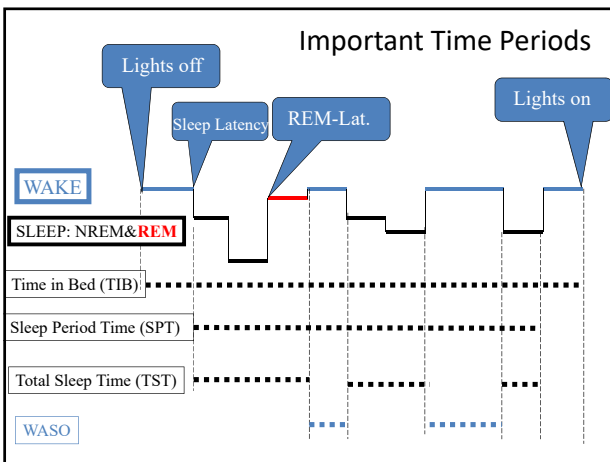 Important Time Periods
Lights off
Sleep Latency
REM-Lat.
Lights on
WAKE
SLEEP: NREM&REM
Time in Bed (TIB)
Sleep Period Time (SPT)
Total Sleep Time (TST)
WASO